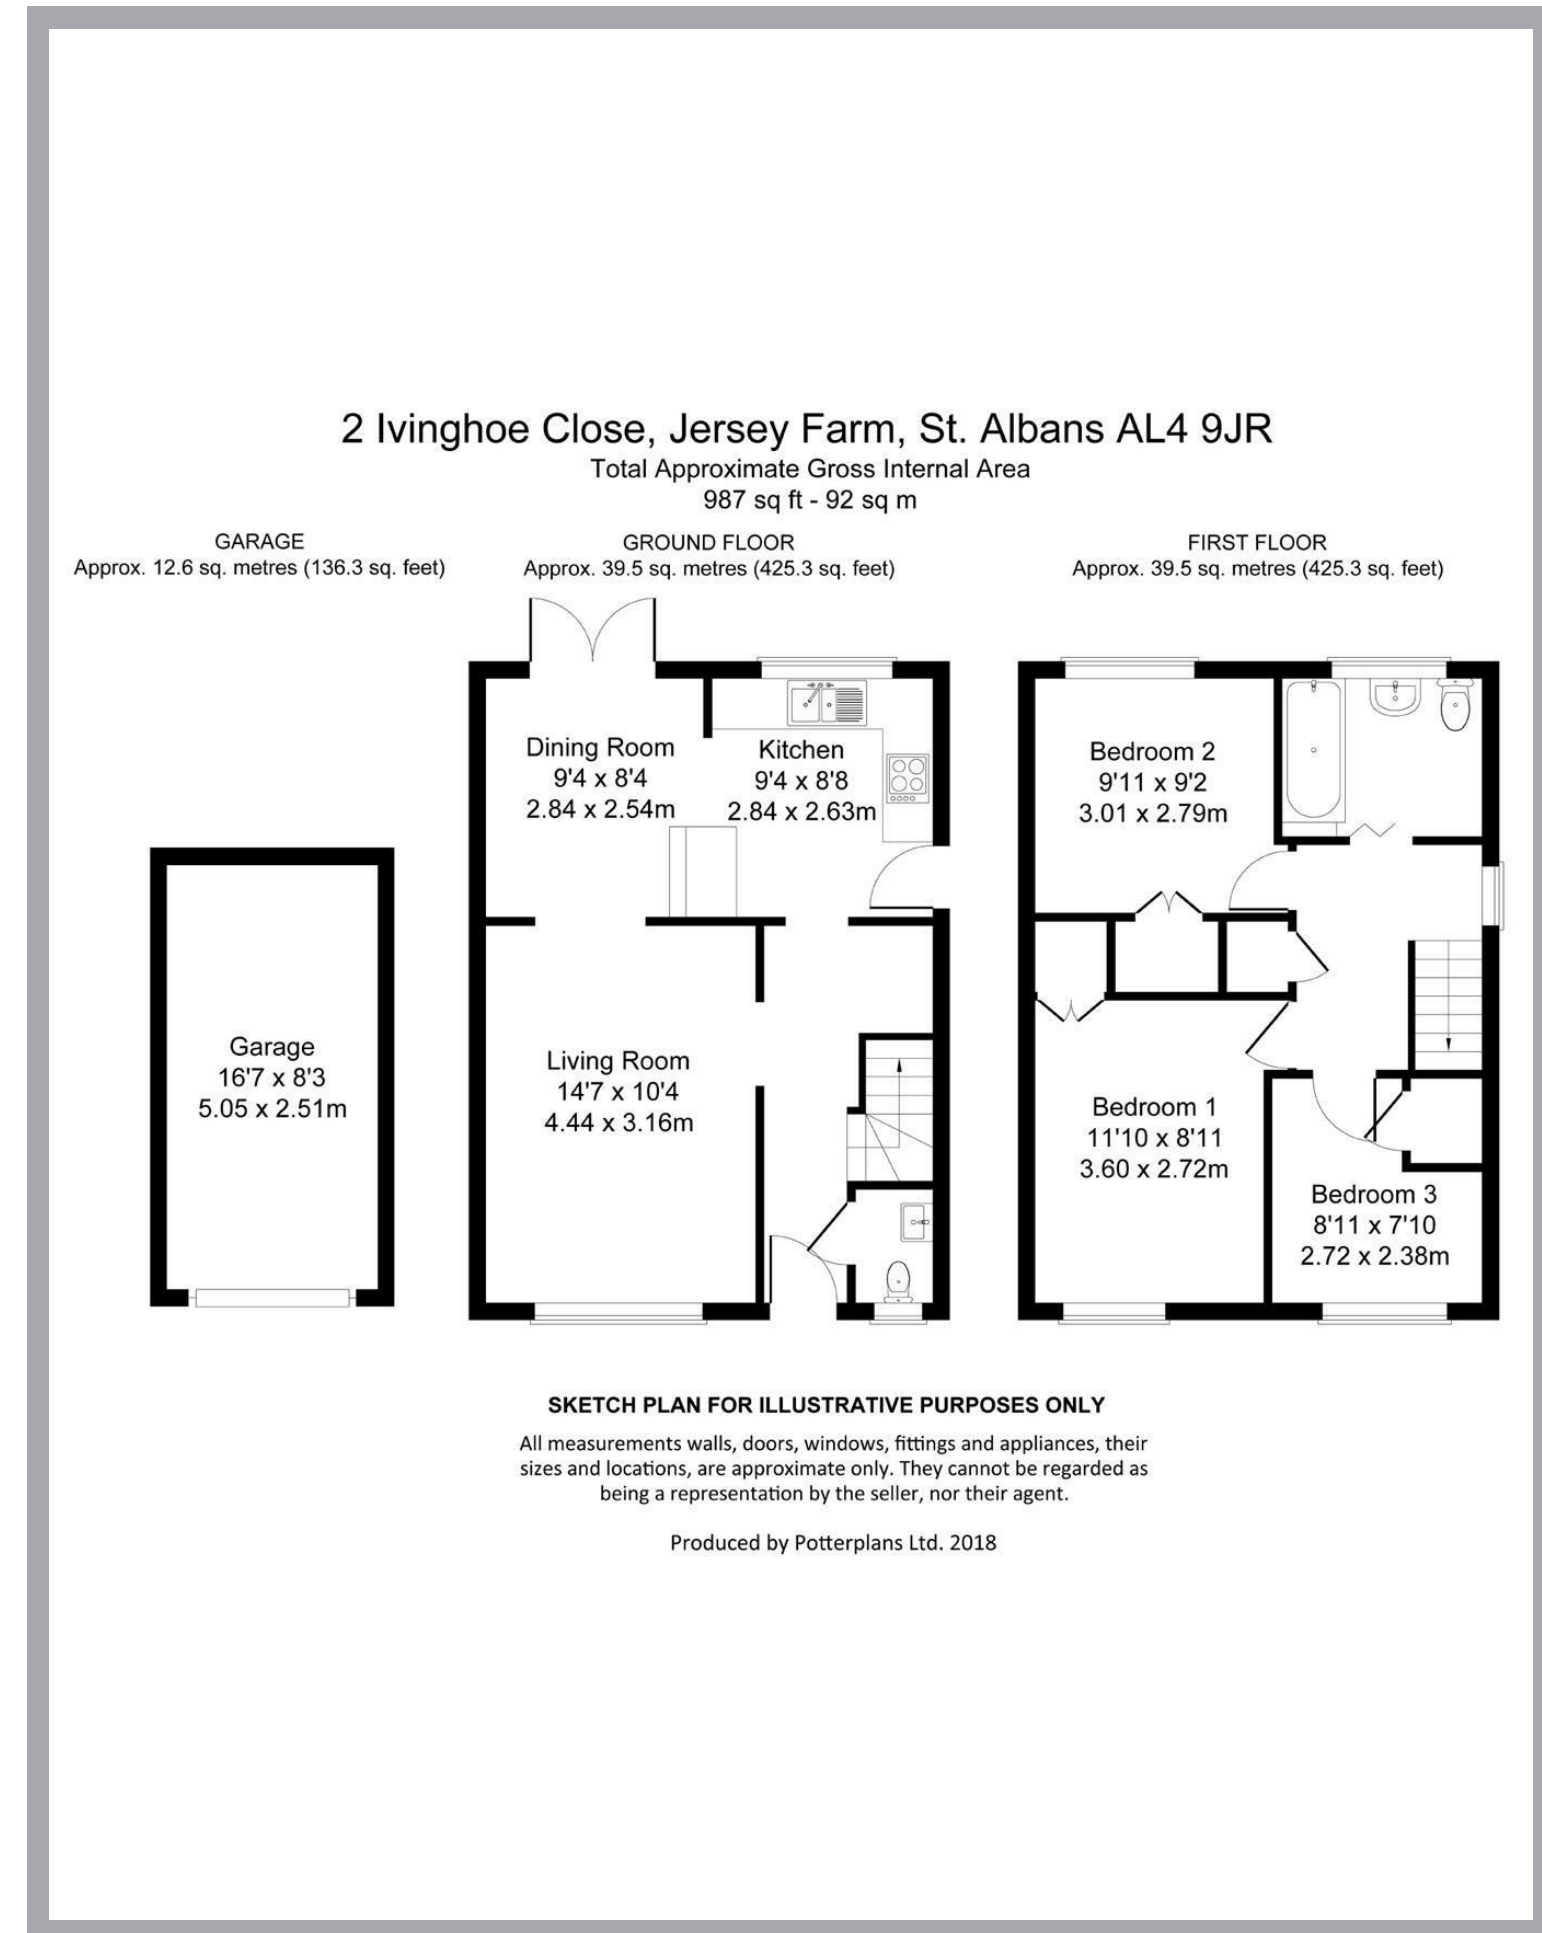 2 Ivinghoe Close, Jersey Farm, St. Albans AL4 9JR
Total Approximate Gross Internal Area
987 sq ft - 92 sq m
GARAGE
Approx. 12.6 sq. metres (136.3 sq. feet)
GROUND FLOOR
Approx. 39.5 sq. metres (425.3 sq. feet)
FIRST FLOOR
Approx. 39.5 sq. metres (425.3 sq. feet)
Garage
16'7 x 8'3
5.05 x 2.51m
Dining Room
9'4 x 8'4
2.84 x 2.54m
Kitchen
9'4 x 8'8
2.84 x 2.63m
Living Room
14'7 x 10'4
4.44 x 3.16m
Bedroom 2
9'11 x 9'2
3.01 x 2.79m
Bedroom 1
11'10 x 8'11
3.60 x 2.72m
Bedroom 3
8'11 x 7'10
2.72 x 2.38m
SKETCH PLAN FOR ILLUSTRATIVE PURPOSES ONLY
All measurements walls, doors, windows, fittings and appliances, their
sizes and locations, are approximate only. They cannot be regarded as
being a representation by the seller, nor their agent.
Produced by Potterplans Ltd. 2018